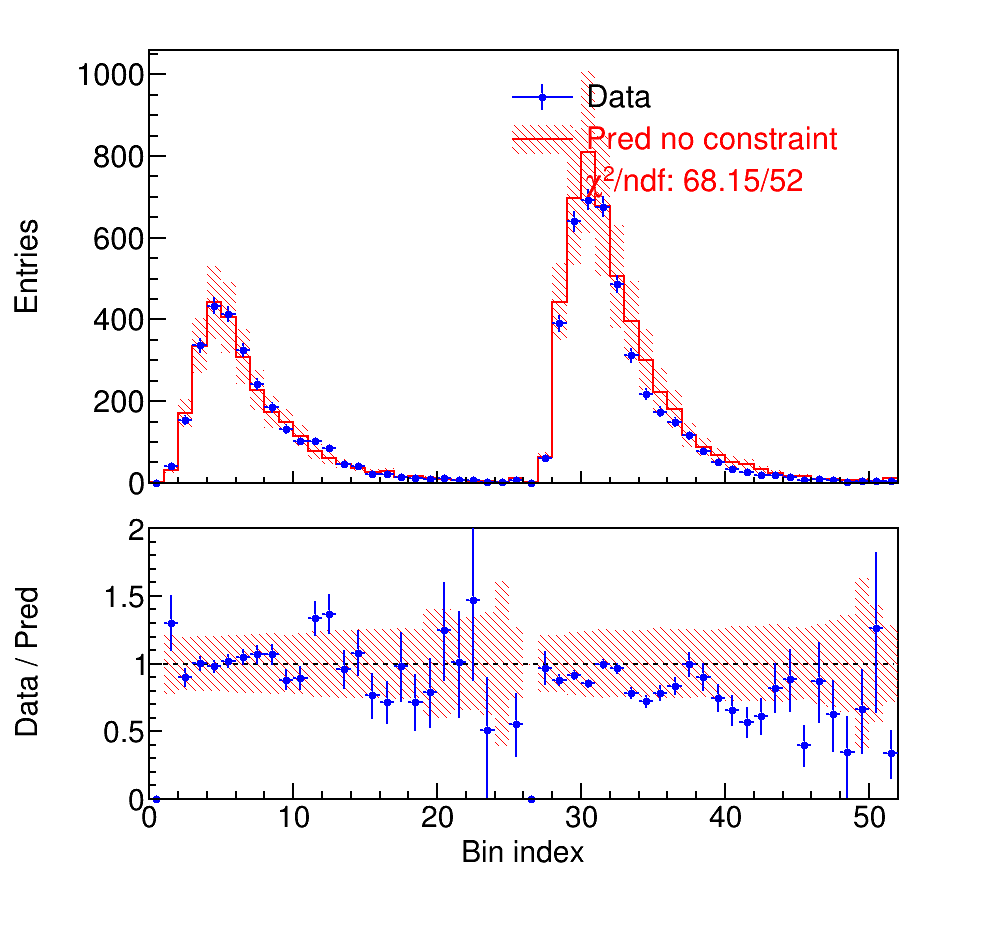 1000
800
600
400
200
0
Entries
Data
Pred no constraint
χ²/ndf: 68.15/52
2
1.5
1
0.5
0
Data / Pred
0 10 20 30 40 50
Bin index